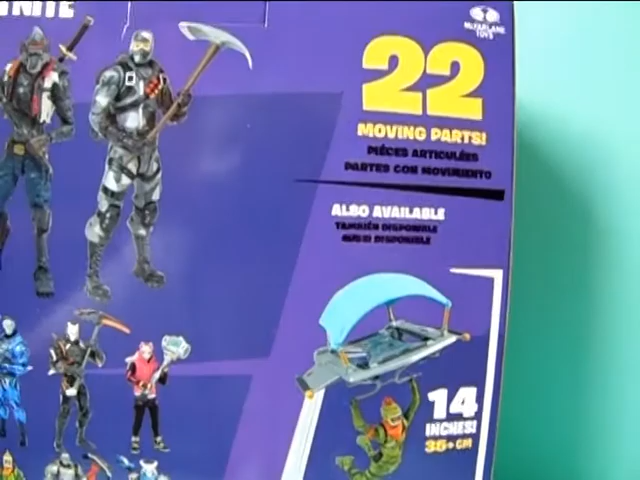 TNITE
McFARLANE
TOYS
22
MOVING PARTS!
PIÈCES ARTICULÉES
PARTES CON MOVIMIENTO
ALSO AVAILABLE
TAMBIÉN DISPONIBLE
AUSSI DISPONIBLE
14
INCHES!
35+ CM